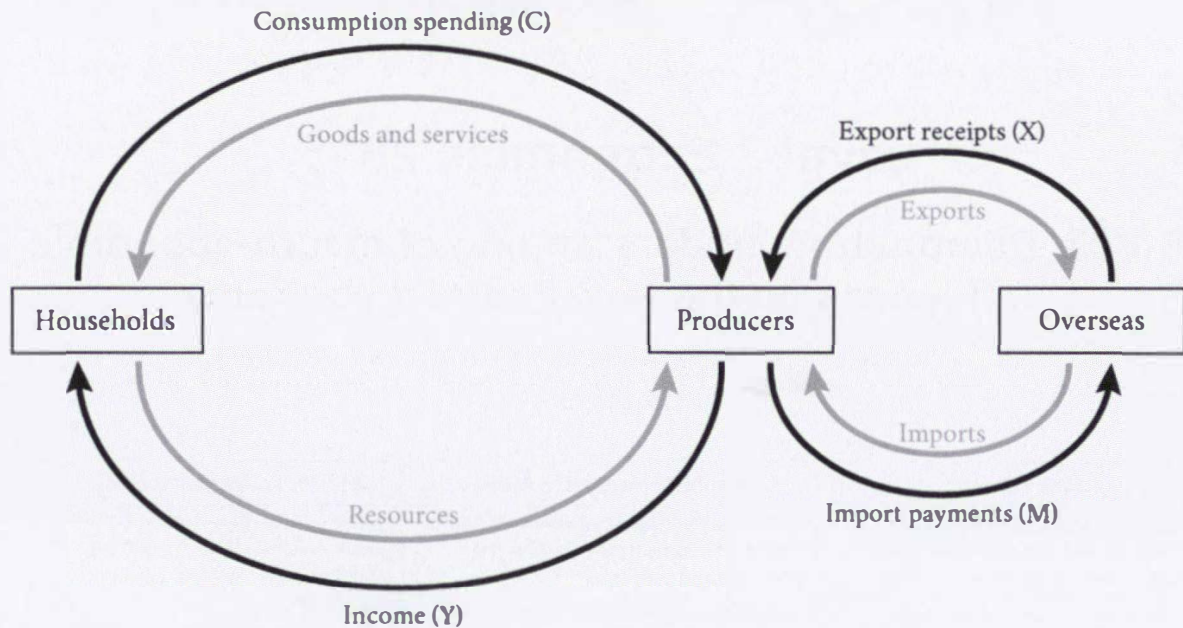 Consumption spending (C)
Goods and services
Export receipts (X)
Exports
Households
Producers
Overseas
Imports
Resources
Import payments (M)
Income (Y)